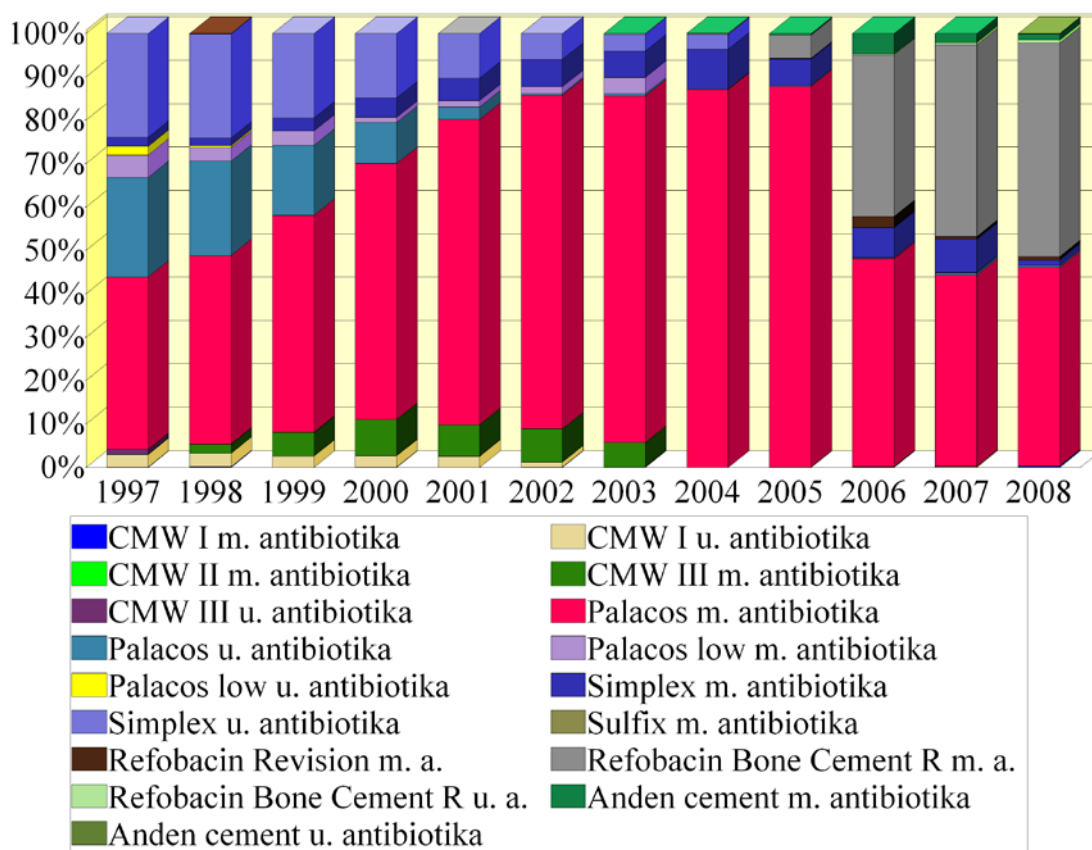 100%
90%
80%
70%
60%
50%
40%
30%
20%
10%
0%
1997 1998 1999 2000 2001 2002 2003 2004 2005 2006 2007 2008
CMW I m. antibiotika CMW I u. antibiotika
CMW II m. antibiotika CMW III m. antibiotika
CMW III u. antibiotika Palacos m. antibiotika
Palacos u. antibiotika Palacos low m. antibiotika
Palacos low u. antibiotika Simplex m. antibiotika
Simplex u. antibiotika Sulfix m. antibiotika
Refobacin Revision m. a. Refobacin Bone Cement R m. a.
Refobacin Bone Cement R u. a. Anden cement m. antibiotika
Anden cement u. antibiotika